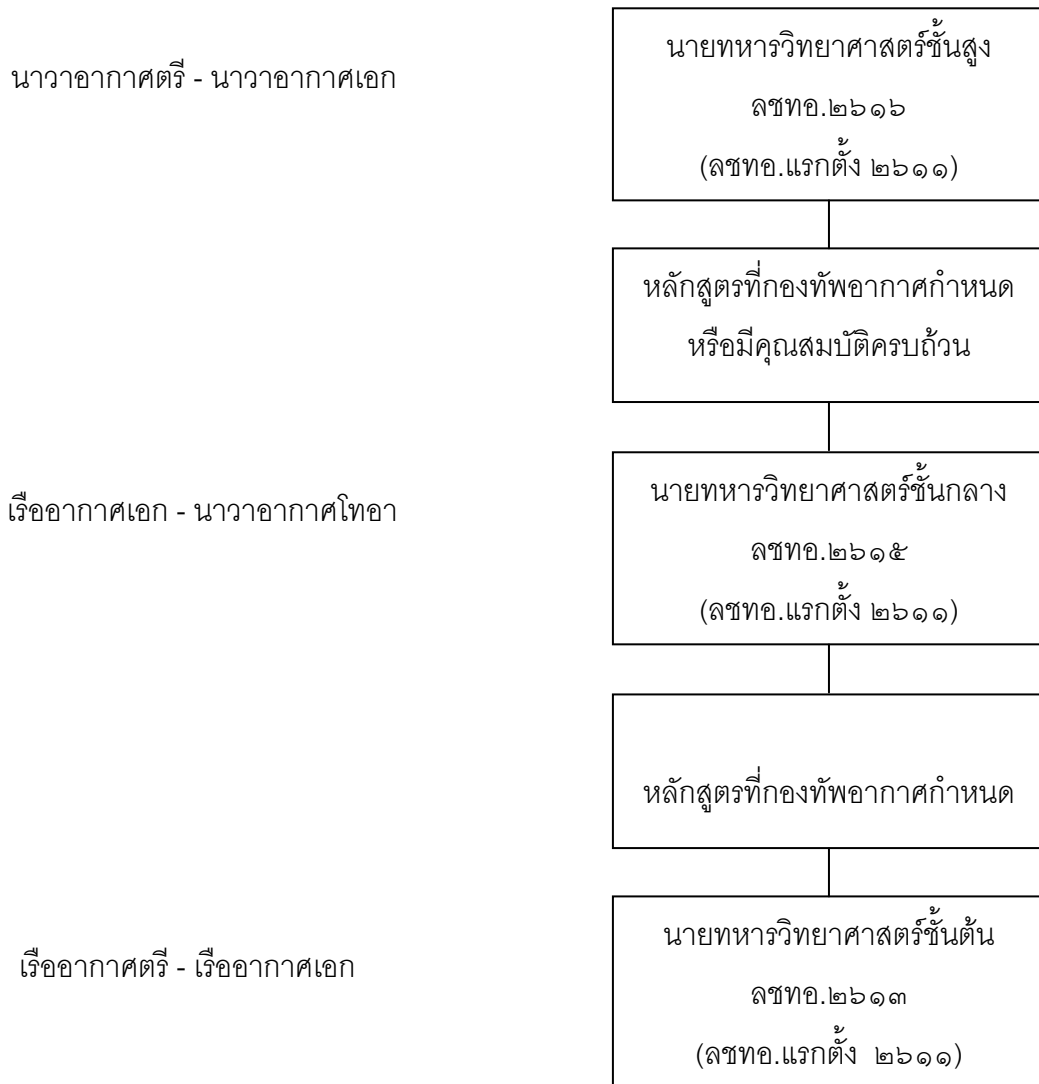 นาวาอากาศตรี - นาวาอากาศเอก
นายทหารวิทยาศาสตร์ชั้นสูง
ลชทอ.๒๖๑๖
(ลชทอ.แรกตั้ง ๒๖๑๑)
หลักสูตรที่กองทัพอากาศกำหนด
หรือมีคุณสมบัติครบถ้วน
เรืออากาศเอก - นาวาอากาศโทอา
นายทหารวิทยาศาสตร์ชั้นกลาง
ลชทอ.๒๖๑๕
(ลชทอ.แรกตั้ง ๒๖๑๑)
หลักสูตรที่กองทัพอากาศกำหนด
เรืออากาศตรี - เรืออากาศเอก
นายทหารวิทยาศาสตร์ชั้นต้น
ลชทอ.๒๖๑๓
(ลชทอ.แรกตั้ง ๒๖๑๑)